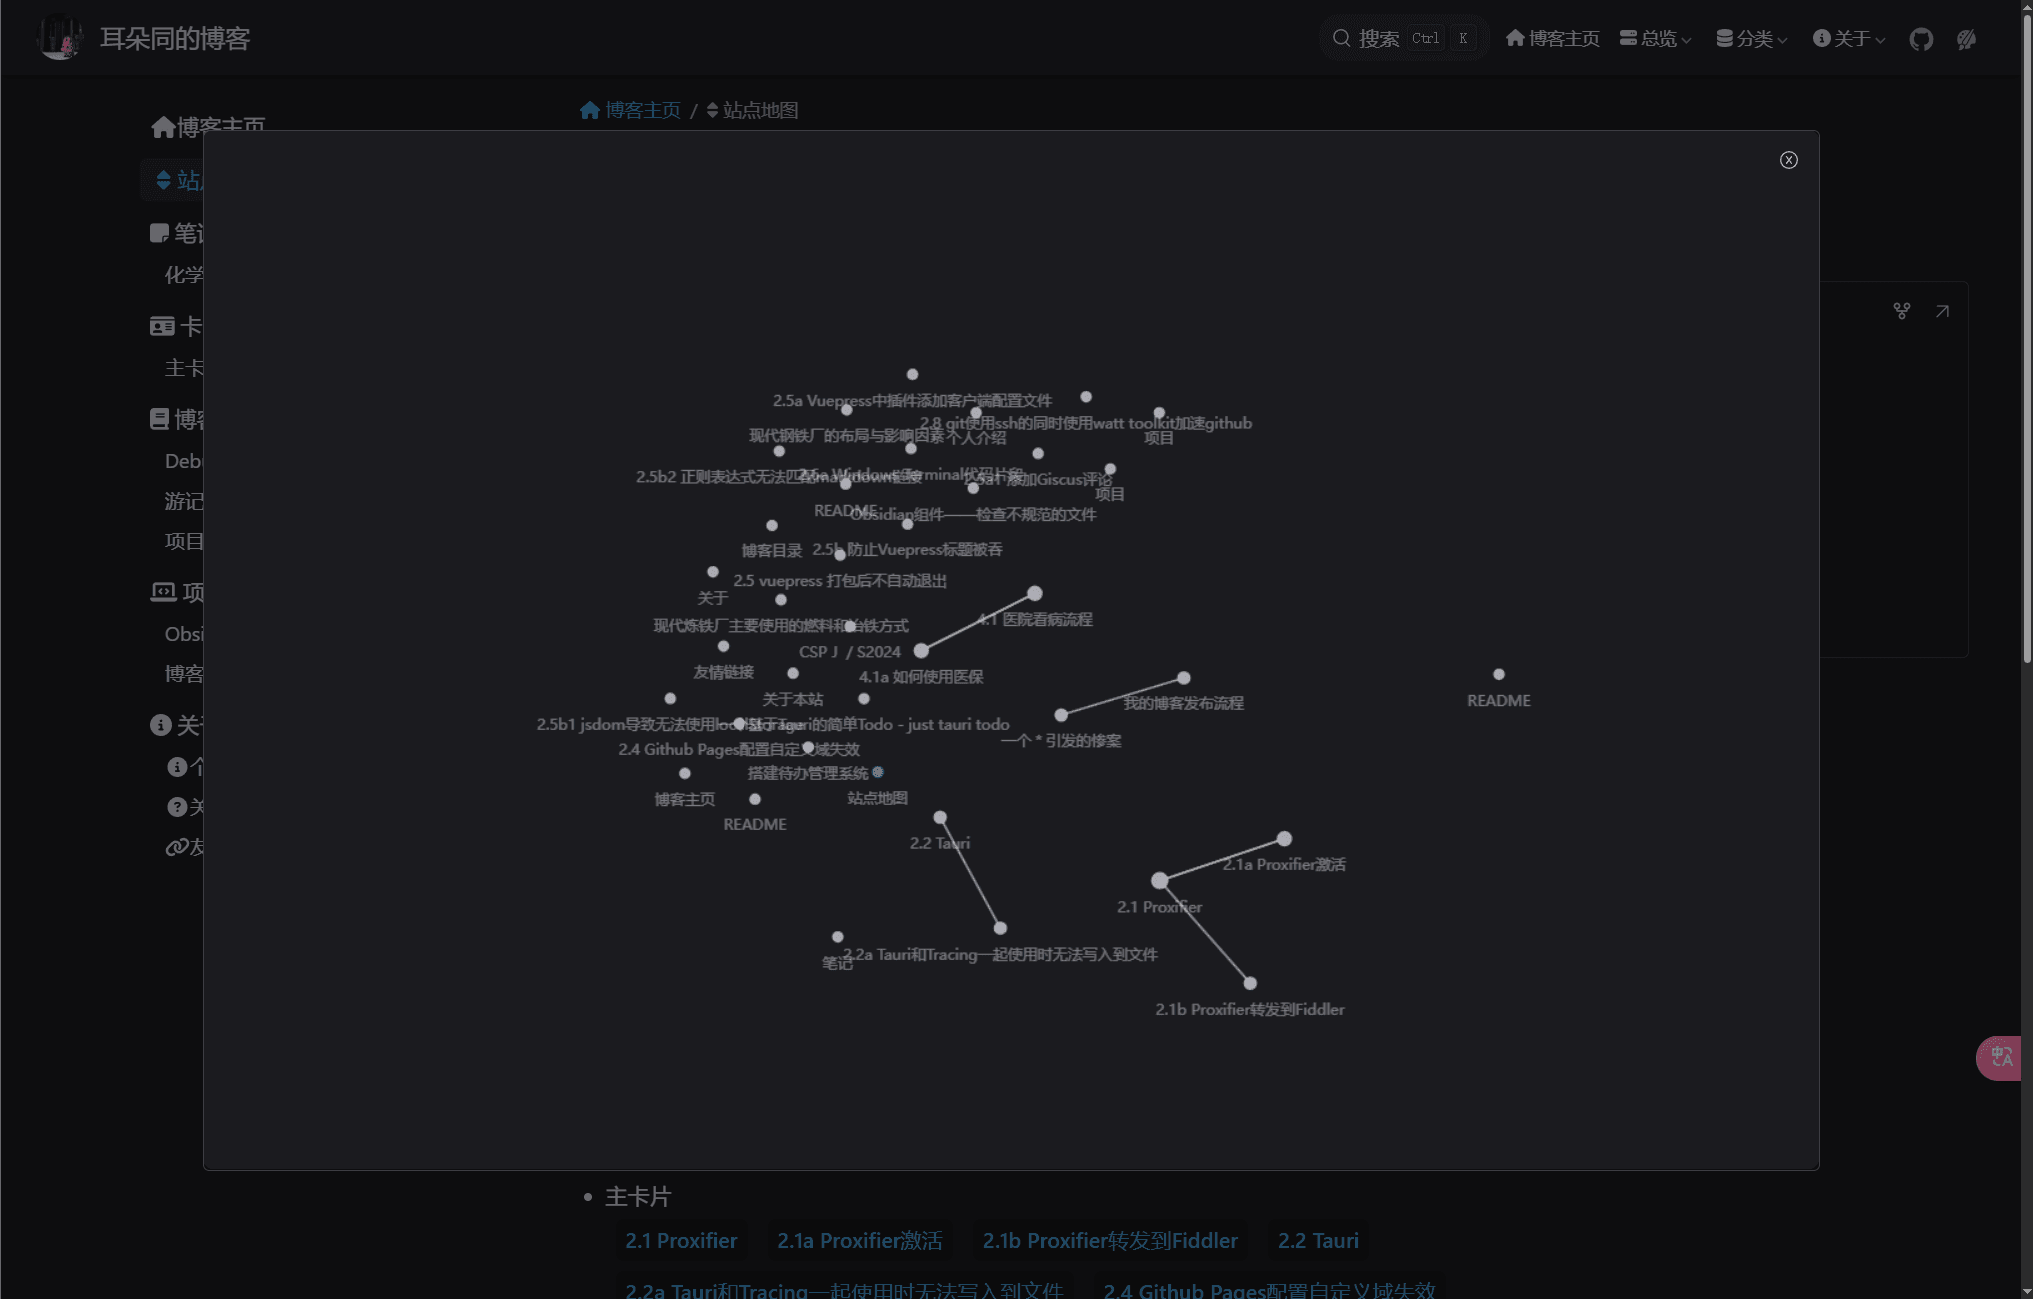 耳朵同的博客
搜索 Ctrl K
博客主页
总览
分类
关于
博客主页 / 站点地图
博客主页
站
笔记
化学
卡
主卡
博客
Deb
游记
项目
项
Obsi
博客
关于
个
关
友
2.5a Vuepress中插件添加客户端配置文件
2.8 git使用ssh的同时使用watt toolkit加速github
项目
现代钢铁厂的布局与影响因素
个人介绍
2.5b2 正则表达式无法匹配
2.6a Windows Terminal代码片段
2.5a1 添加Giscus评论
项目
README
Obsidian组件——检查不规范的文件
博客目录
2.5b 防止Vuepress标题被吞
2.5 vuepress 打包后不自动退出
关于
4.1 医院看病流程
现代炼铁厂主要使用的燃料和冶铁方式
CSP J / S2024
友情链接
4.1a 如何使用医保
关于本站
我的博客发布流程
README
2.5b1 jsdom导致无法使用localStorage
基于Tauri的简单Todo - just tauri todo
一个 * 引发的惨案
2.4 Github Pages配置自定义域失效
搭建待办管理系统
博客主页
站点地图
README
2.2 Tauri
2.1a Proxifier激活
2.1 Proxifier
笔记
2.2a Tauri和Tracing一起使用时无法写入到文件
2.1b Proxifier转发到Fiddler
中A
主卡片
2.1 Proxifier 2.1a Proxifier激活 2.1b Proxifier转发到Fiddler 2.2 Tauri
2.2a Tauri和Tracing一起使用时无法写入到文件 2.4 Github Pages配置自定义域失效